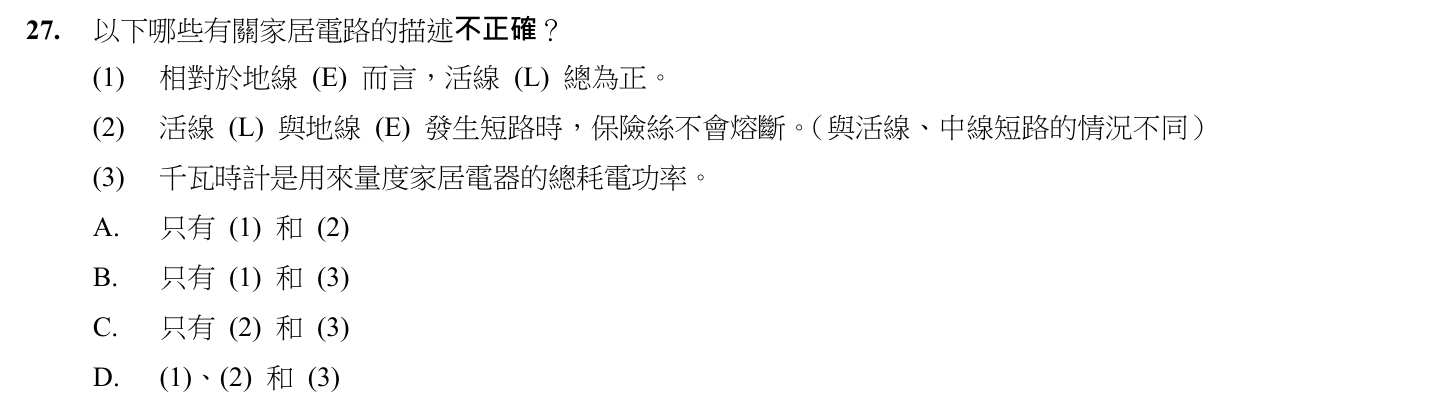 27. 以下哪些有關家居電路的描述不正確？
(1) 相對於地線 (E) 而言，活線 (L) 總為正。
(2) 活線 (L) 與地線 (E) 發生短路時，保險絲不會熔斷。（與活線、中線短路的情況不同）
(3) 千瓦時計是用來量度家居電器的總耗電功率。
A. 只有 (1) 和 (2)
B. 只有 (1) 和 (3)
C. 只有 (2) 和 (3)
D. (1)、(2) 和 (3)